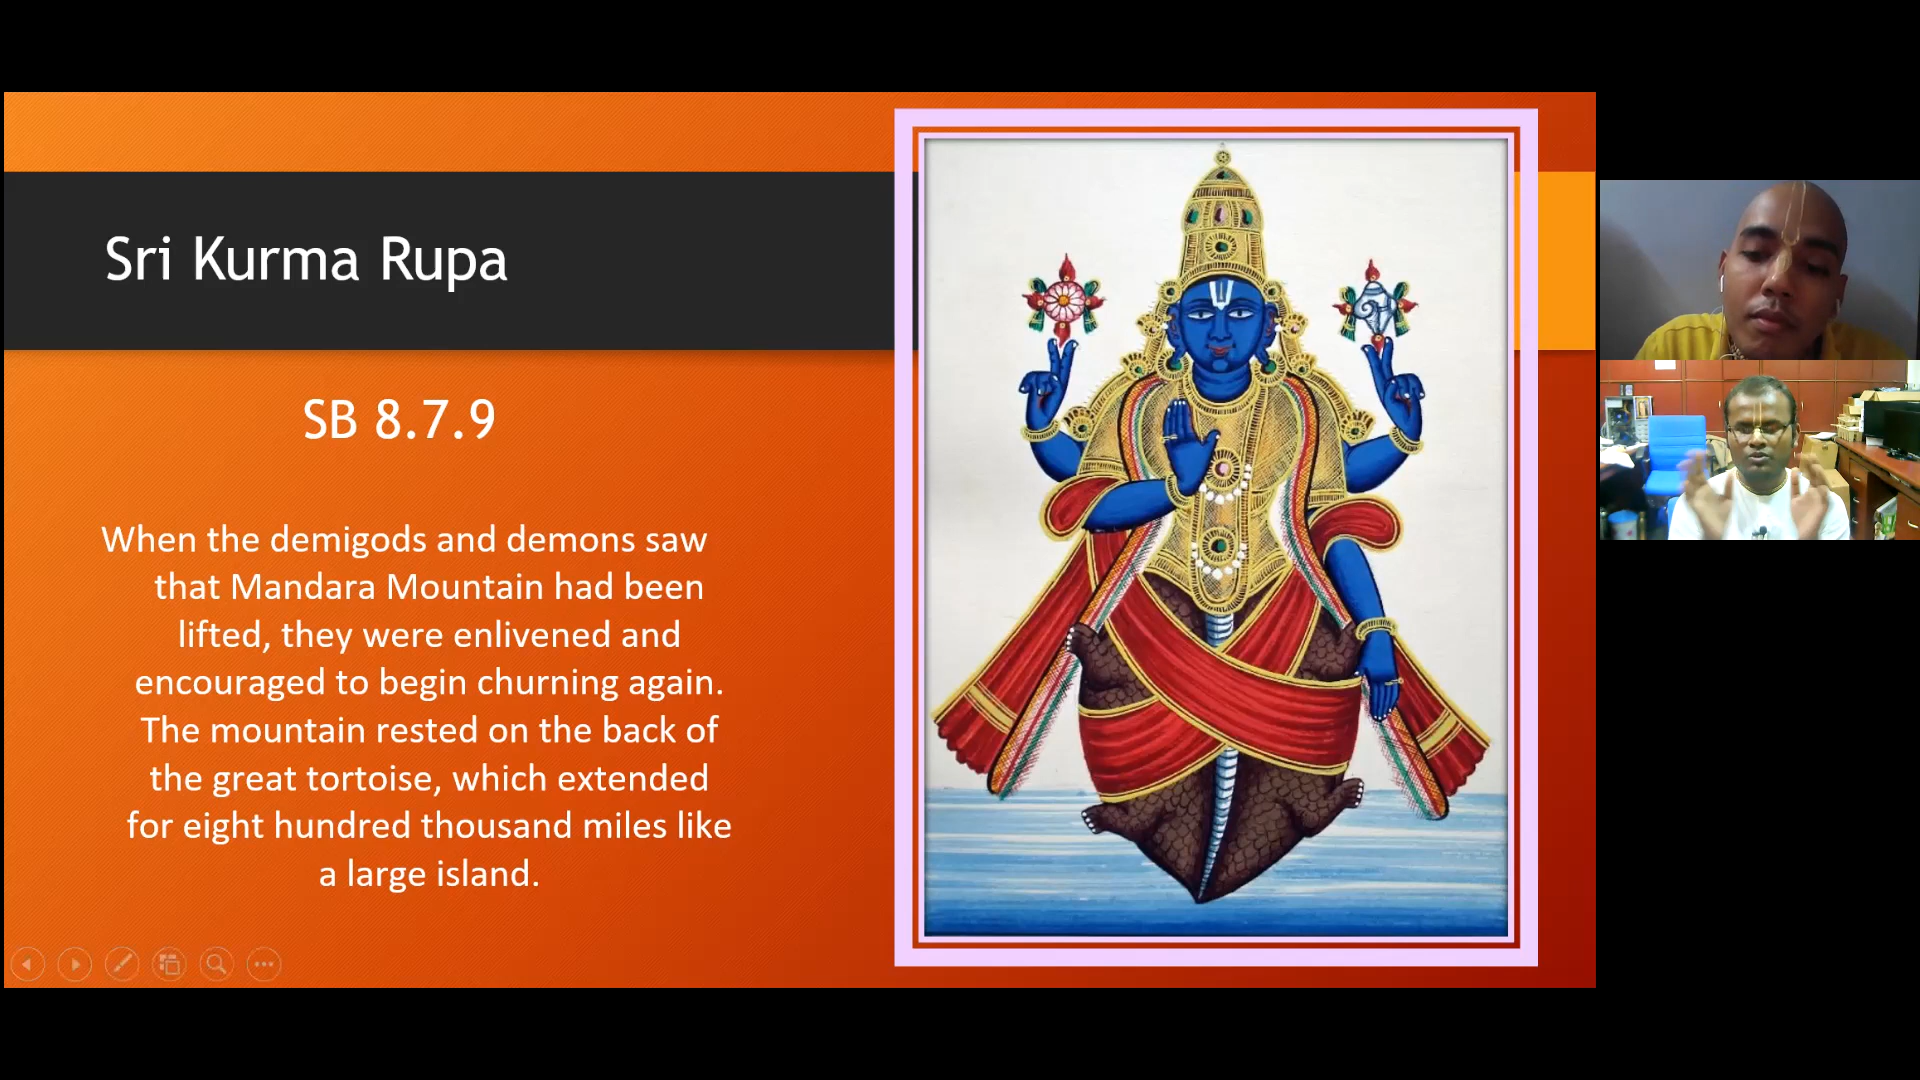 Sri Kurma Rupa
SB 8.7.9
When the demigods and demons saw
that Mandara Mountain had been
lifted, they were enlivened and
encouraged to begin churning again.
The mountain rested on the back of
the great tortoise, which extended
for eight hundred thousand miles like
a large island.